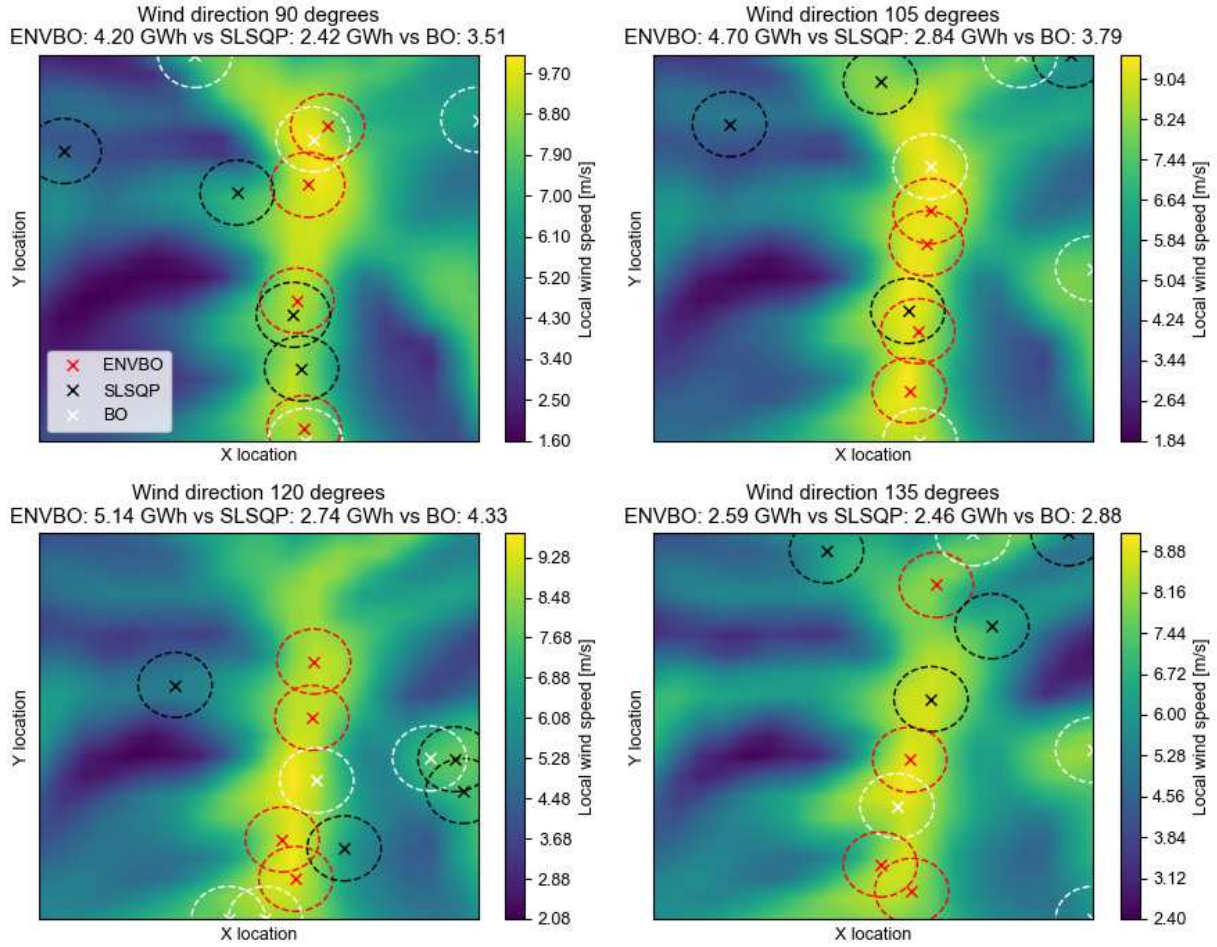 Wind direction 90 degrees
ENVBO: 4.20 GWh vs SLSQP: 2.42 GWh vs BO: 3.51
Y location
X location
ENVBO
SLSQP
BO
9.70
8.80
7.90
7.00
6.10
5.20
4.30
3.40
2.50
1.60
Local wind speed [m/s]
Wind direction 105 degrees
ENVBO: 4.70 GWh vs SLSQP: 2.84 GWh vs BO: 3.79
Y location
X location
9.04
8.24
7.44
6.64
5.84
5.04
4.24
3.44
2.64
1.84
Local wind speed [m/s]
Wind direction 120 degrees
ENVBO: 5.14 GWh vs SLSQP: 2.74 GWh vs BO: 4.33
Y location
X location
9.28
8.48
7.68
6.88
6.08
5.28
4.48
3.68
2.88
2.08
Local wind speed [m/s]
Wind direction 135 degrees
ENVBO: 2.59 GWh vs SLSQP: 2.46 GWh vs BO: 2.88
Y location
X location
8.88
8.16
7.44
6.72
6.00
5.28
4.56
3.84
3.12
2.40
Local wind speed [m/s]